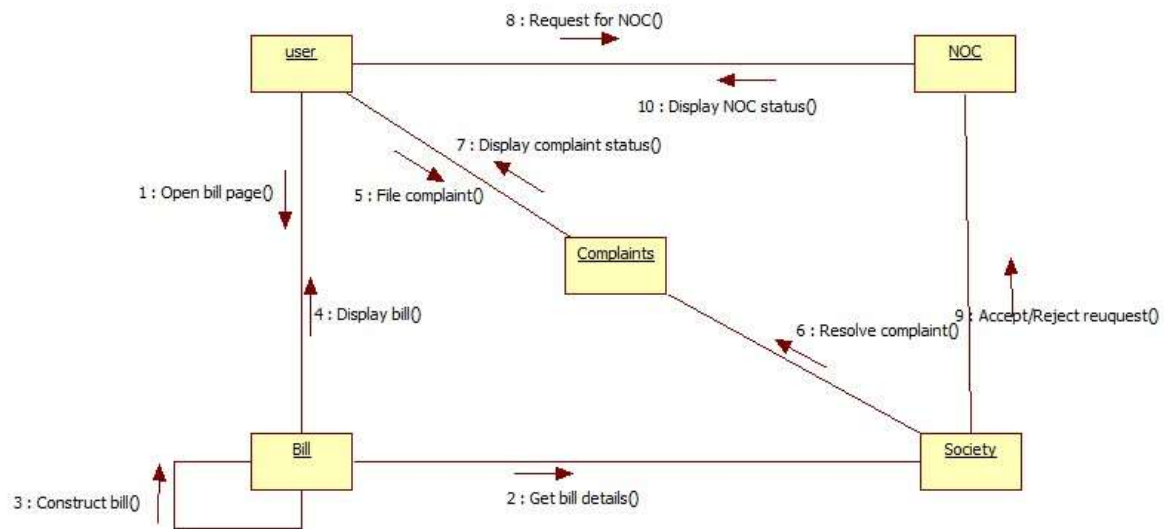 8 : Request for NOC()
user
NOC
10 : Display NOC status()
7 : Display complaint status()
1 : Open bill page()
5 : File complaint()
Complaints
4 : Display bill()
6 : Resolve complaint()
9 : Accept/Reject reuquest()
Bill
Society
3 : Construct bill()
2 : Get bill details()